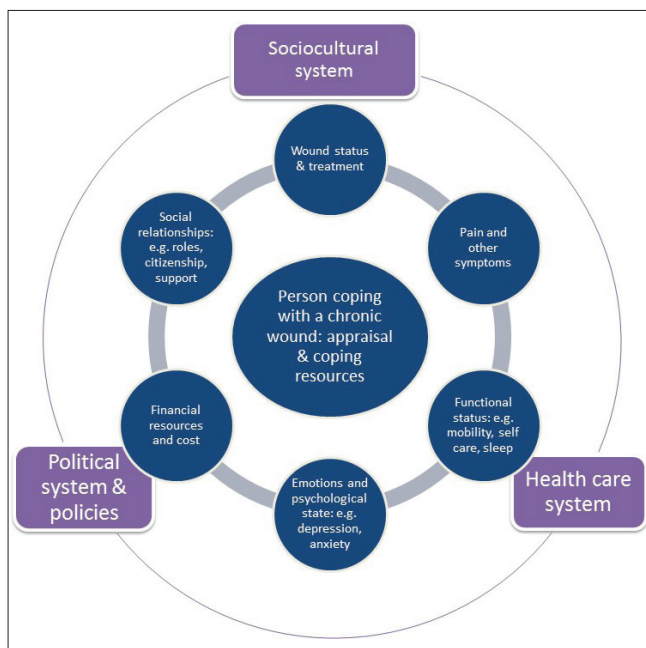 Sociocultural
system
Wound status
& treatment
Social
relationships:
e.g. roles,
citizenship,
support
Pain and
other
symptoms
Person coping
with a chronic
wound: appraisal
& coping
resources
Financial
resources
and cost
Functional
status: e.g.
mobility, self
care, sleep
Political
system &
policies
Emotions and
psychological
state: e.g.
depression,
anxiety
Health care
system